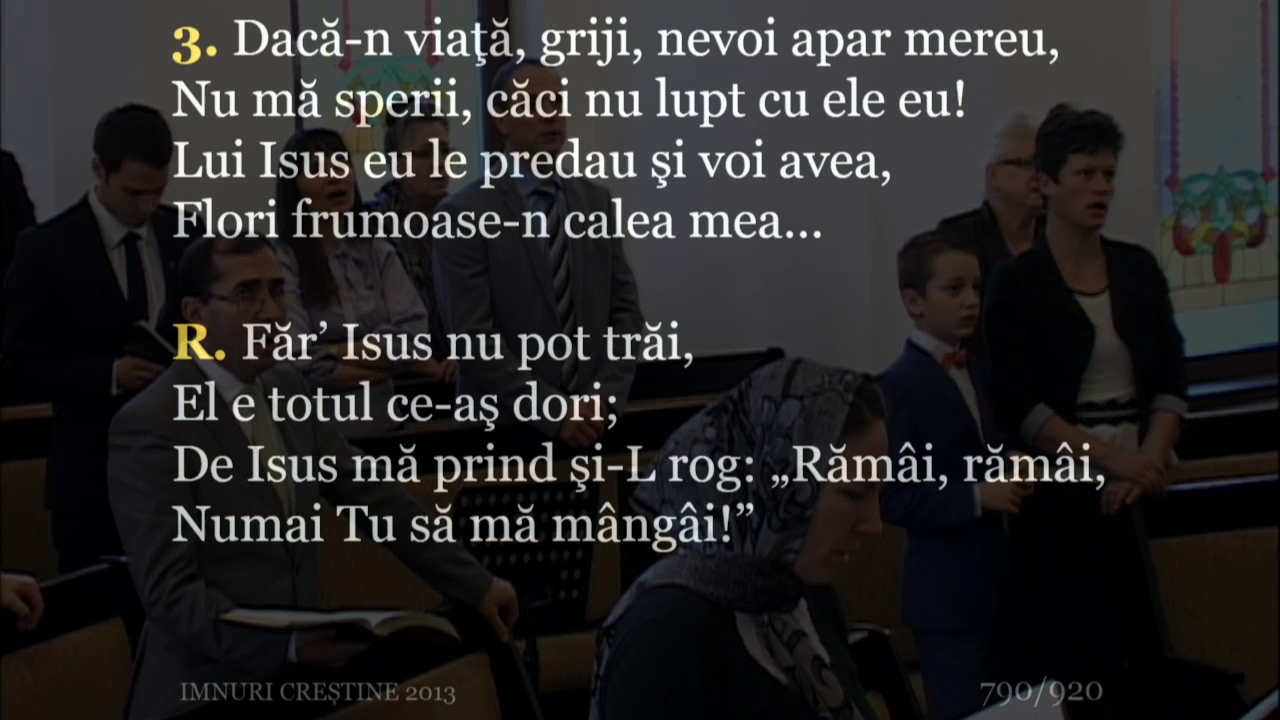 3. Dacă-n viaţă, griji, nevoi apar mereu,
Nu mă sperii, căci nu lupt cu ele eu!
Lui Isus eu le predau şi voi avea,
Flori frumoase-n calea mea...
R. Făr’ Isus nu pot trăi,
El e totul ce-aş dori;
De Isus mă prind şi-L rog: „Rămâi, rămâi,
Numai Tu să mă mângâi!”
IMNURI CREȘTINE 2013
790/920